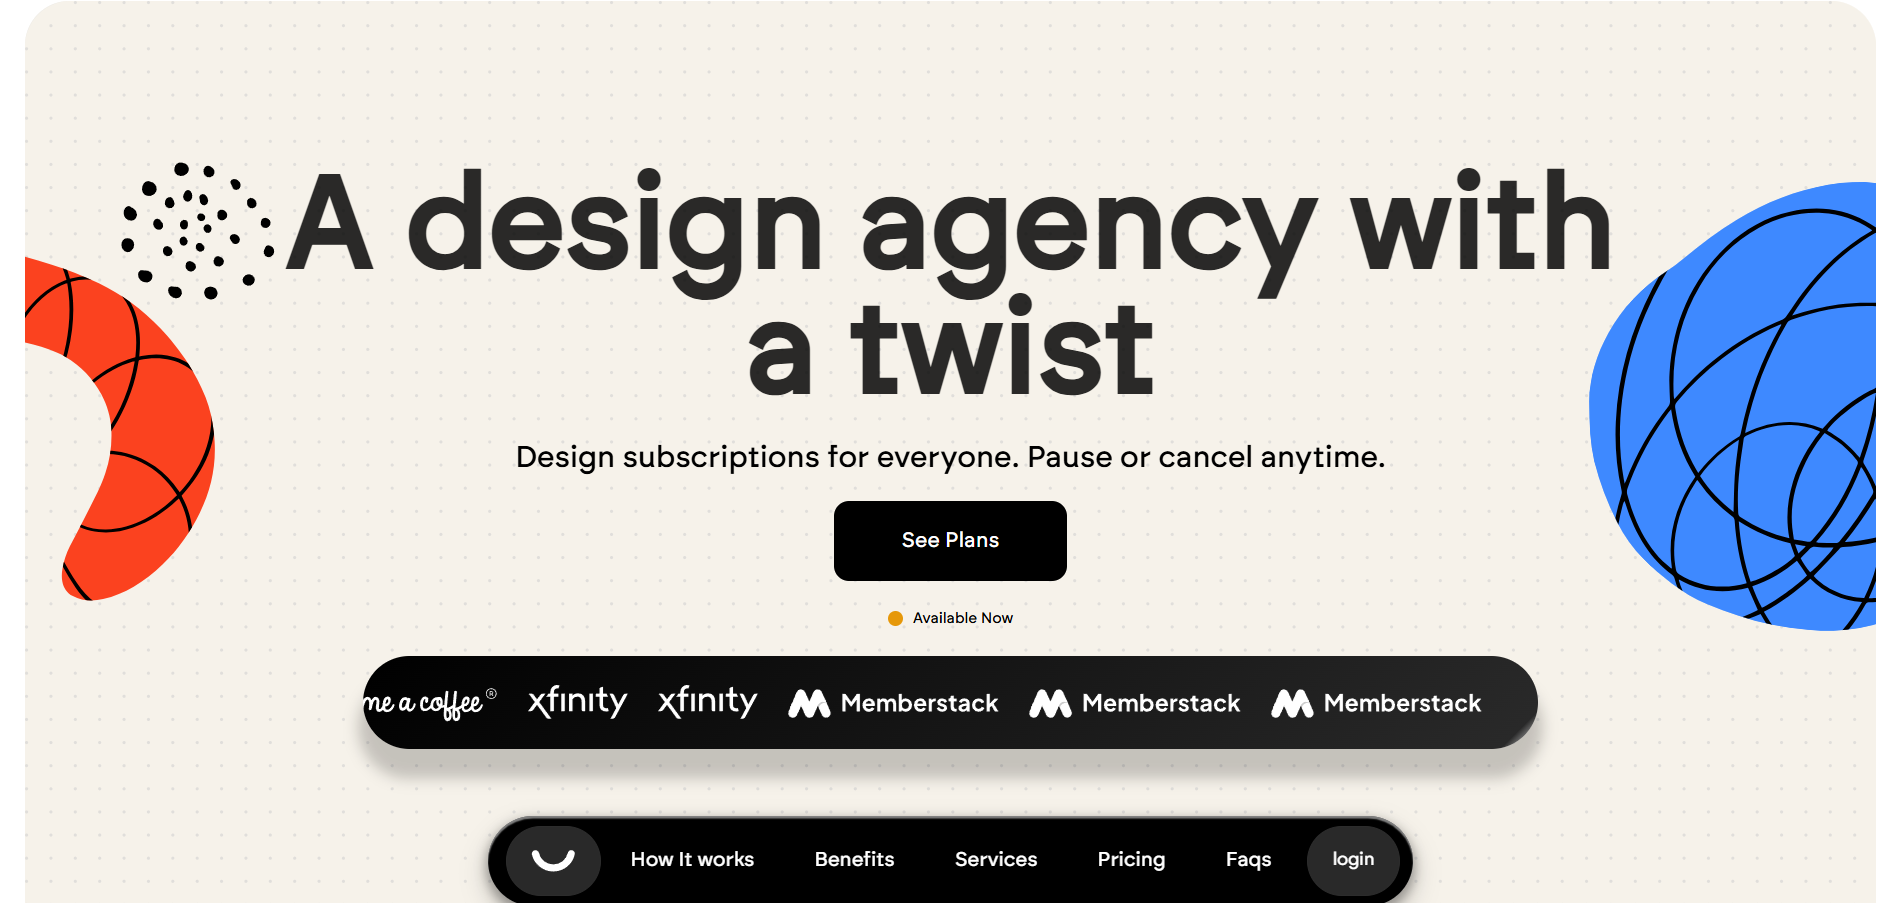 A design agency with
a twist
Design subscriptions for everyone. Pause or cancel anytime.
See Plans
Available Now
me a coffee® xfinity xfinity Memberstack Memberstack Memberstack
How It works Benefits Services Pricing Faqs login